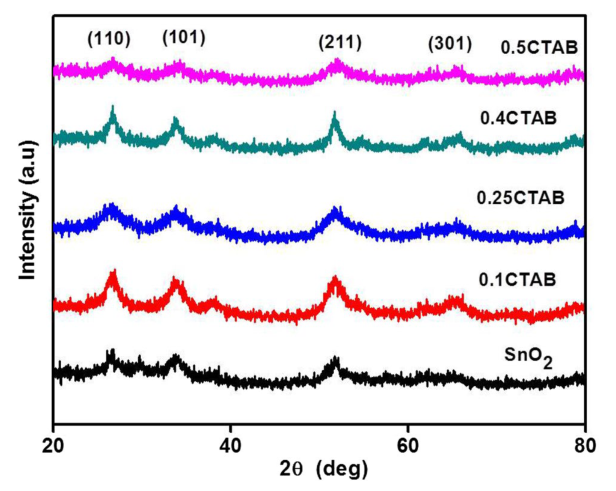 (110) (101) (211) (301) 0.5CTAB
0.4CTAB
0.25CTAB
0.1CTAB
SnO₂
Intensity (a.u)
20 40 60 80
2θ (deg)